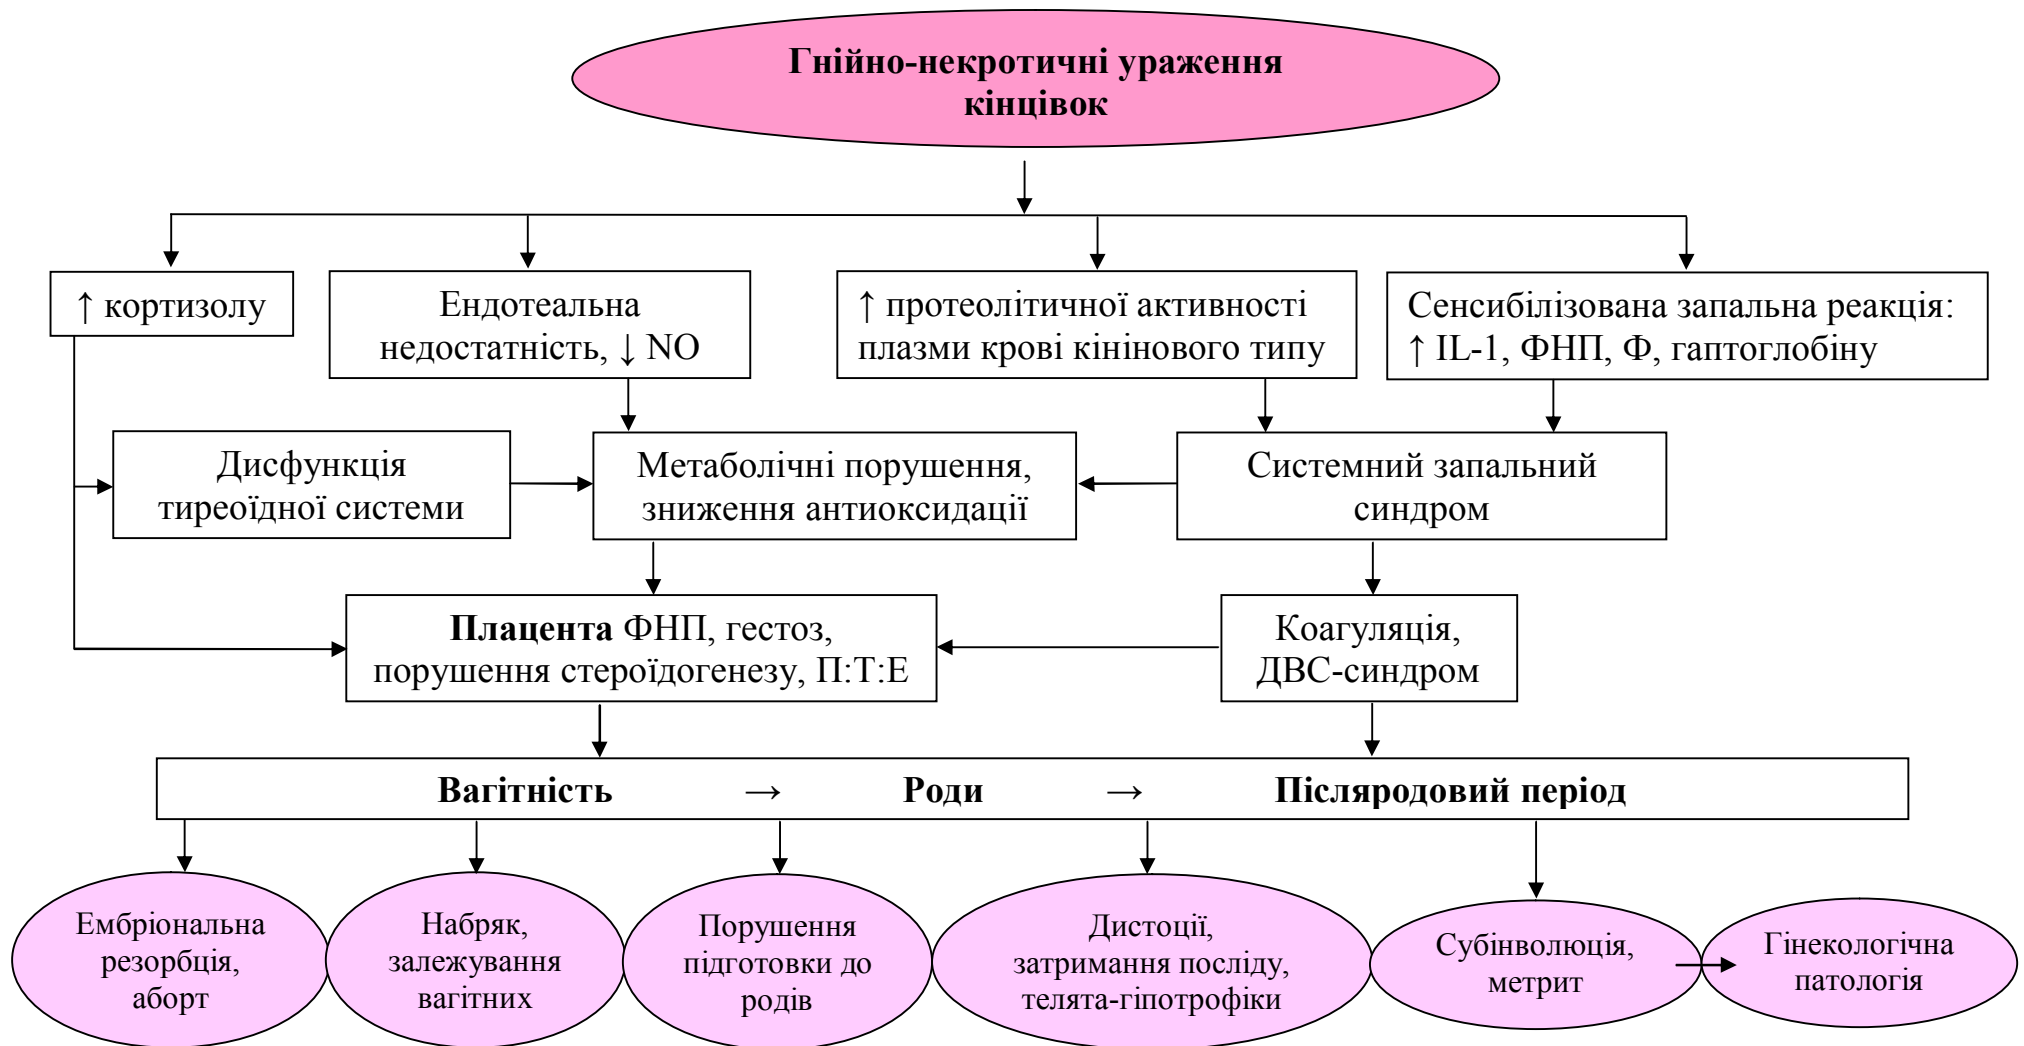 Гнійно-некротичні ураження
кінцівок
↑ кортизолу
Ендотеальна
недостатність, ↓ NO
↑ протеолітичної активності
плазми крові кінінового типу
Сенсибілізована запальна реакція:
↑ IL-1, ФНП, Ф, гаптоглобіну
Дисфункція
тиреоїдної системи
Метаболічні порушення,
зниження антиоксидації
Системний запальний
синдром
Плацента ФНП, гестоз,
порушення стероїдогенезу, П:Т:Е
Коагуляція,
ДВС-синдром
Вагітність → Роди → Післяродовий період
Ембріональна
резорбція,
аборт
Набряк,
залежування
вагітних
Порушення
підготовки до
родів
Дистоції,
затримання посліду,
телята-гіпотрофіки
Субінволюція,
метрит
Гінекологічна
патологія